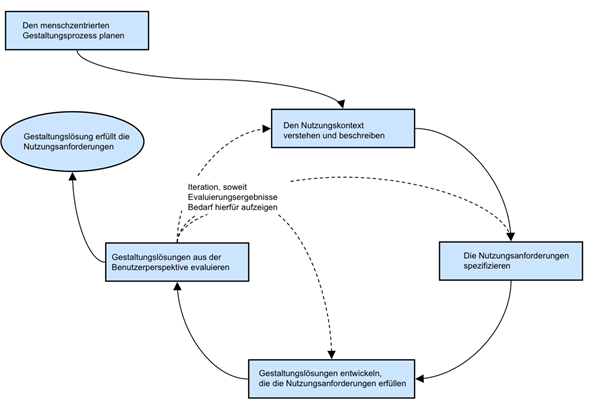 Den menschzentrierten
Gestaltungsprozess planen
Gestaltungslösung erfüllt die
Nutzungsanforderungen
Den Nutzungskontext
verstehen und beschreiben
Iteration, soweit
Evaluierungsergebnisse
Bedarf hierfür aufzeigen
Gestaltungslösungen aus der
Benutzerperspektive evaluieren
Die Nutzungsanforderungen
spezifizieren
Gestaltungslösungen entwickeln,
die die Nutzungsanforderungen erfüllen